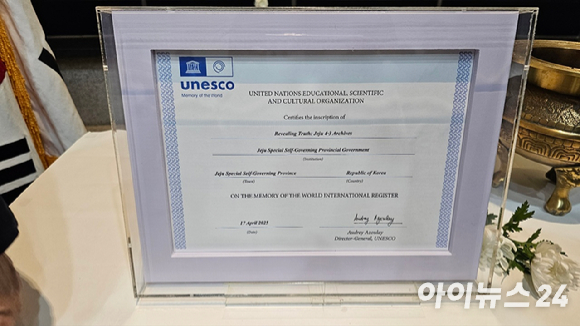 unesco
Memory of the World
UNITED NATIONS EDUCATIONAL, SCIENTIFIC
AND CULTURAL ORGANIZATION
Certifies the inscription of
Revealing Truth: Jeju 4·3 Archives
Jeju Special Self-Governing Provincial Government
(Institution)
Jeju Special Self-Governing Province
Republic of Korea
(Town)
(Country)
ON THE MEMORY OF THE WORLD INTERNATIONAL REGISTER
17 April 2025
(Date)
Audrey Azoulay
Director-General, UNESCO
아이뉴스24